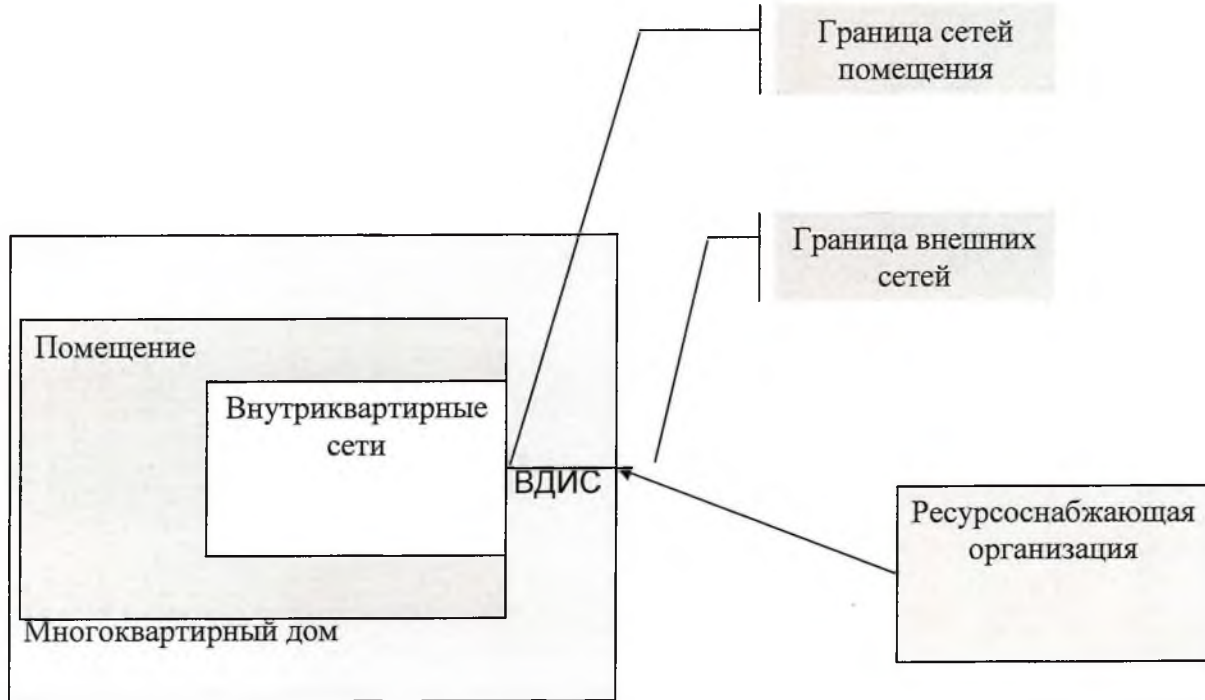 Граница сетей
помещения
Граница внешних
сетей
Помещение
Внутриквартирные
сети
ВДИС
Ресурсоснабжающая
организация
Многоквартирный дом